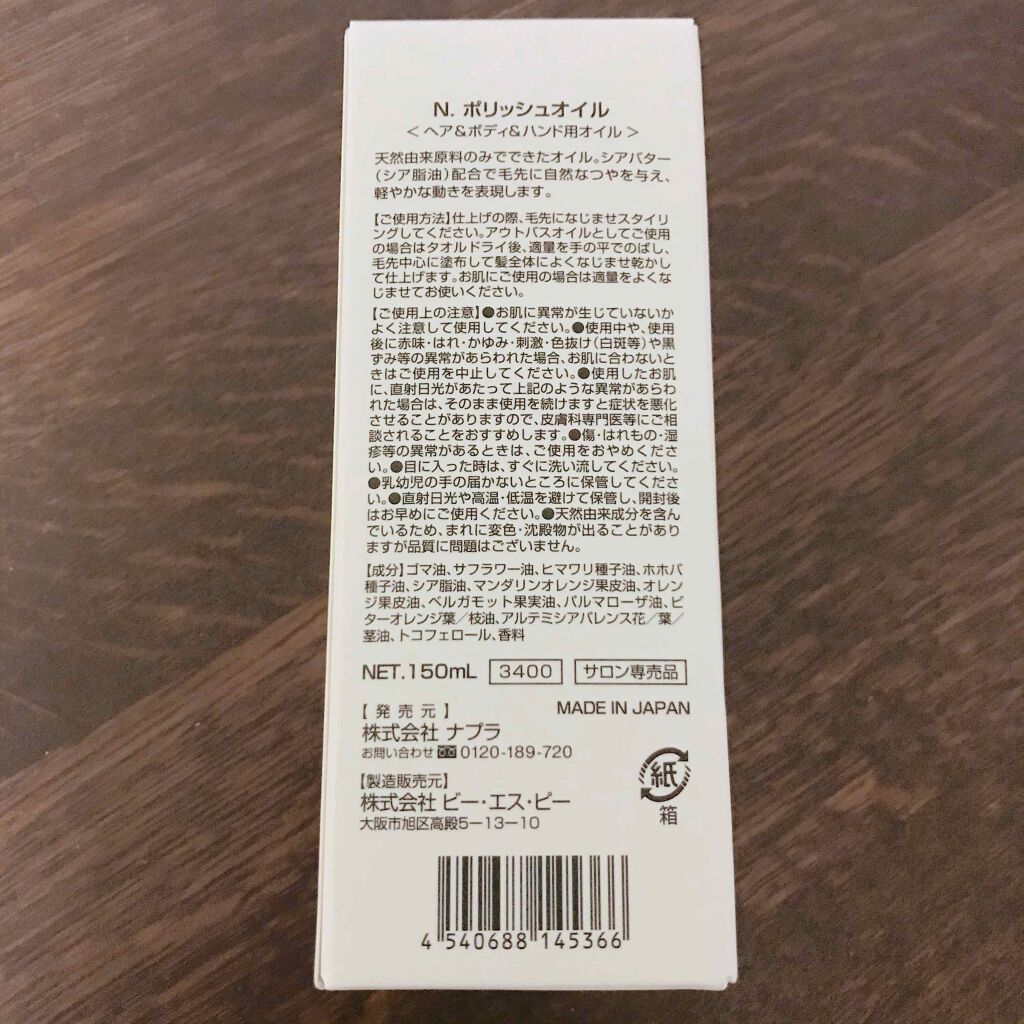 N. ポリッシュオイル
＜ヘア&ボディ&ハンド用オイル＞
天然由来原料のみでできたオイル。シアバター
（シア脂油）配合で毛先に自然なつやを与え、
軽やかな動きを表現します。
【ご使用方法】仕上げの際、毛先になじませスタイリ
ングしてください。アウトバスオイルとしてご使用
の場合はタオルドライ後、適量を手の平でのばし、
毛先中心に塗布して髪全体によくなじませ乾かし
て仕上げます。お肌にご使用の場合は適量をよくな
じませてお使いください。
【ご使用上の注意】●お肌に異常が生じていないか
よく注意して使用してください。●使用中や、使用
後に赤味・はれ・かゆみ・刺激・色抜け（白斑等）や黒
ずみ等の異常があらわれた場合、お肌に合わないと
きはご使用を中止してください。●使用したお肌
に、直射日光があたって上記のような異常があらわ
れた場合は、そのまま使用を続けますと症状を悪化
させることがありますので、皮膚科専門医等にご相
談されることをおすすめします。●傷・はれもの・湿
疹等の異常があるときは、ご使用をおやめくださ
い。●目に入った時は、すぐに洗い流してください。
●乳幼児の手の届かないところに保管してくださ
い。●直射日光や高温・低温を避けて保管し、開封後
はお早めにご使用ください。●天然由来成分を含ん
でいるため、まれに変色・沈殿物が出ることがあり
ますが品質に問題はございません。
【成分】ゴマ油、サフラワー油、ヒマワリ種子油、ホホバ
種子油、シア脂油、マンダリンオレンジ果皮油、オレン
ジ果皮油、ベルガモット果実油、パルマローザ油、ビ
ターオレンジ葉／枝油、アルテミシアパレンス花／葉／
茎油、トコフェロール、香料
NET.150mL 3400 サロン専売品
【発売元】 MADE IN JAPAN
株式会社 ナプラ
お問い合わせ 0120-189-720
【製造販売元】
株式会社 ビー・エス・ピー
大阪市旭区高殿5－13－10
紙
箱
4 540688 145366